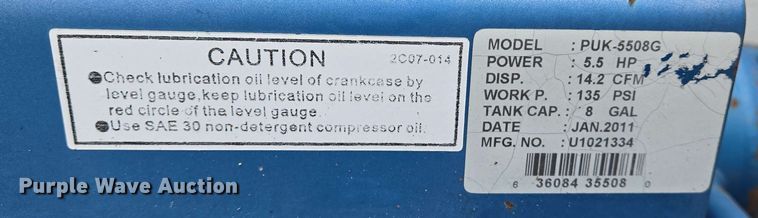 CAUTION
2C07-014
●Check lubrication oil level of crankcase by
level gauge,keep lubrication oil level on the
red circle of the level gauge.
●Use SAE 30 non-detergent compressor oil.
MODEL : PUK-5508G
POWER : 5.5 HP
DISP. : 14.2 CFM
WORK P. : 135 PSI
TANK CAP. : 8 GAL
DATE : JAN.2011
MFG. NO. : U1021334
6 36084 35508 0
Purple Wave Auction